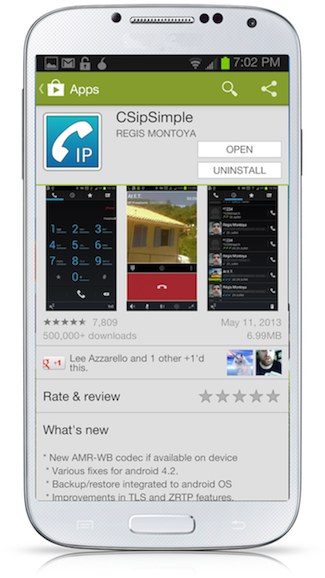 7:02 PM
Apps
CSipSimple
REGIS MONTOYA
IP
OPEN
UNINSTALL
7,809
May 11, 2013
500,000+ downloads
6.99MB
+1
Lee Azzarello and 1 other +1'd
this.
Rate & review
What's new
* New AMR-WB codec if available on device
* Various fixes for android 4.2.
* Backup/restore integrated to android OS
* Improvements in TLS and ZRTP features.